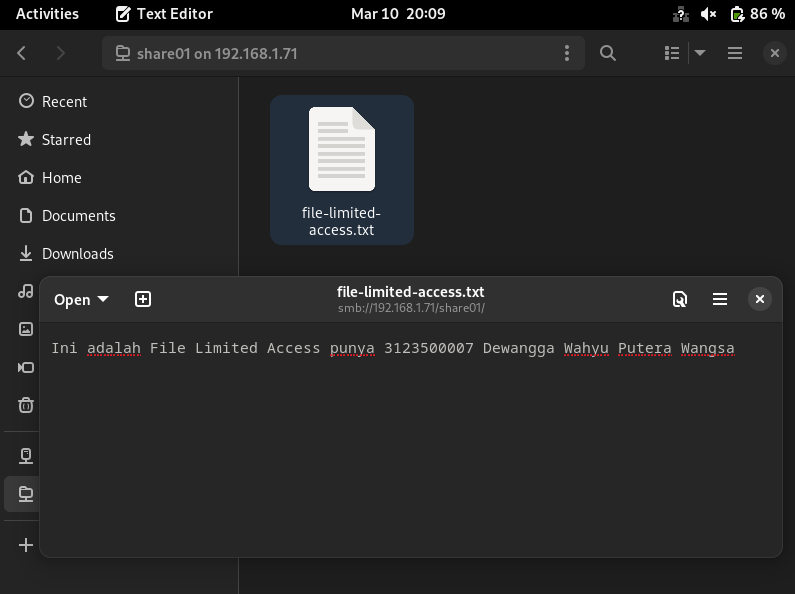 Activities
Text Editor
Mar 10 20:09
86 %
share01 on 192.168.1.71
Recent
Starred
Home
Documents
Downloads
file-limited-
access.txt
Open
file-limited-access.txt
smb://192.168.1.71/share01/
Ini adalah File Limited Access punya 3123500007 Dewangga Wahyu Putera Wangsa